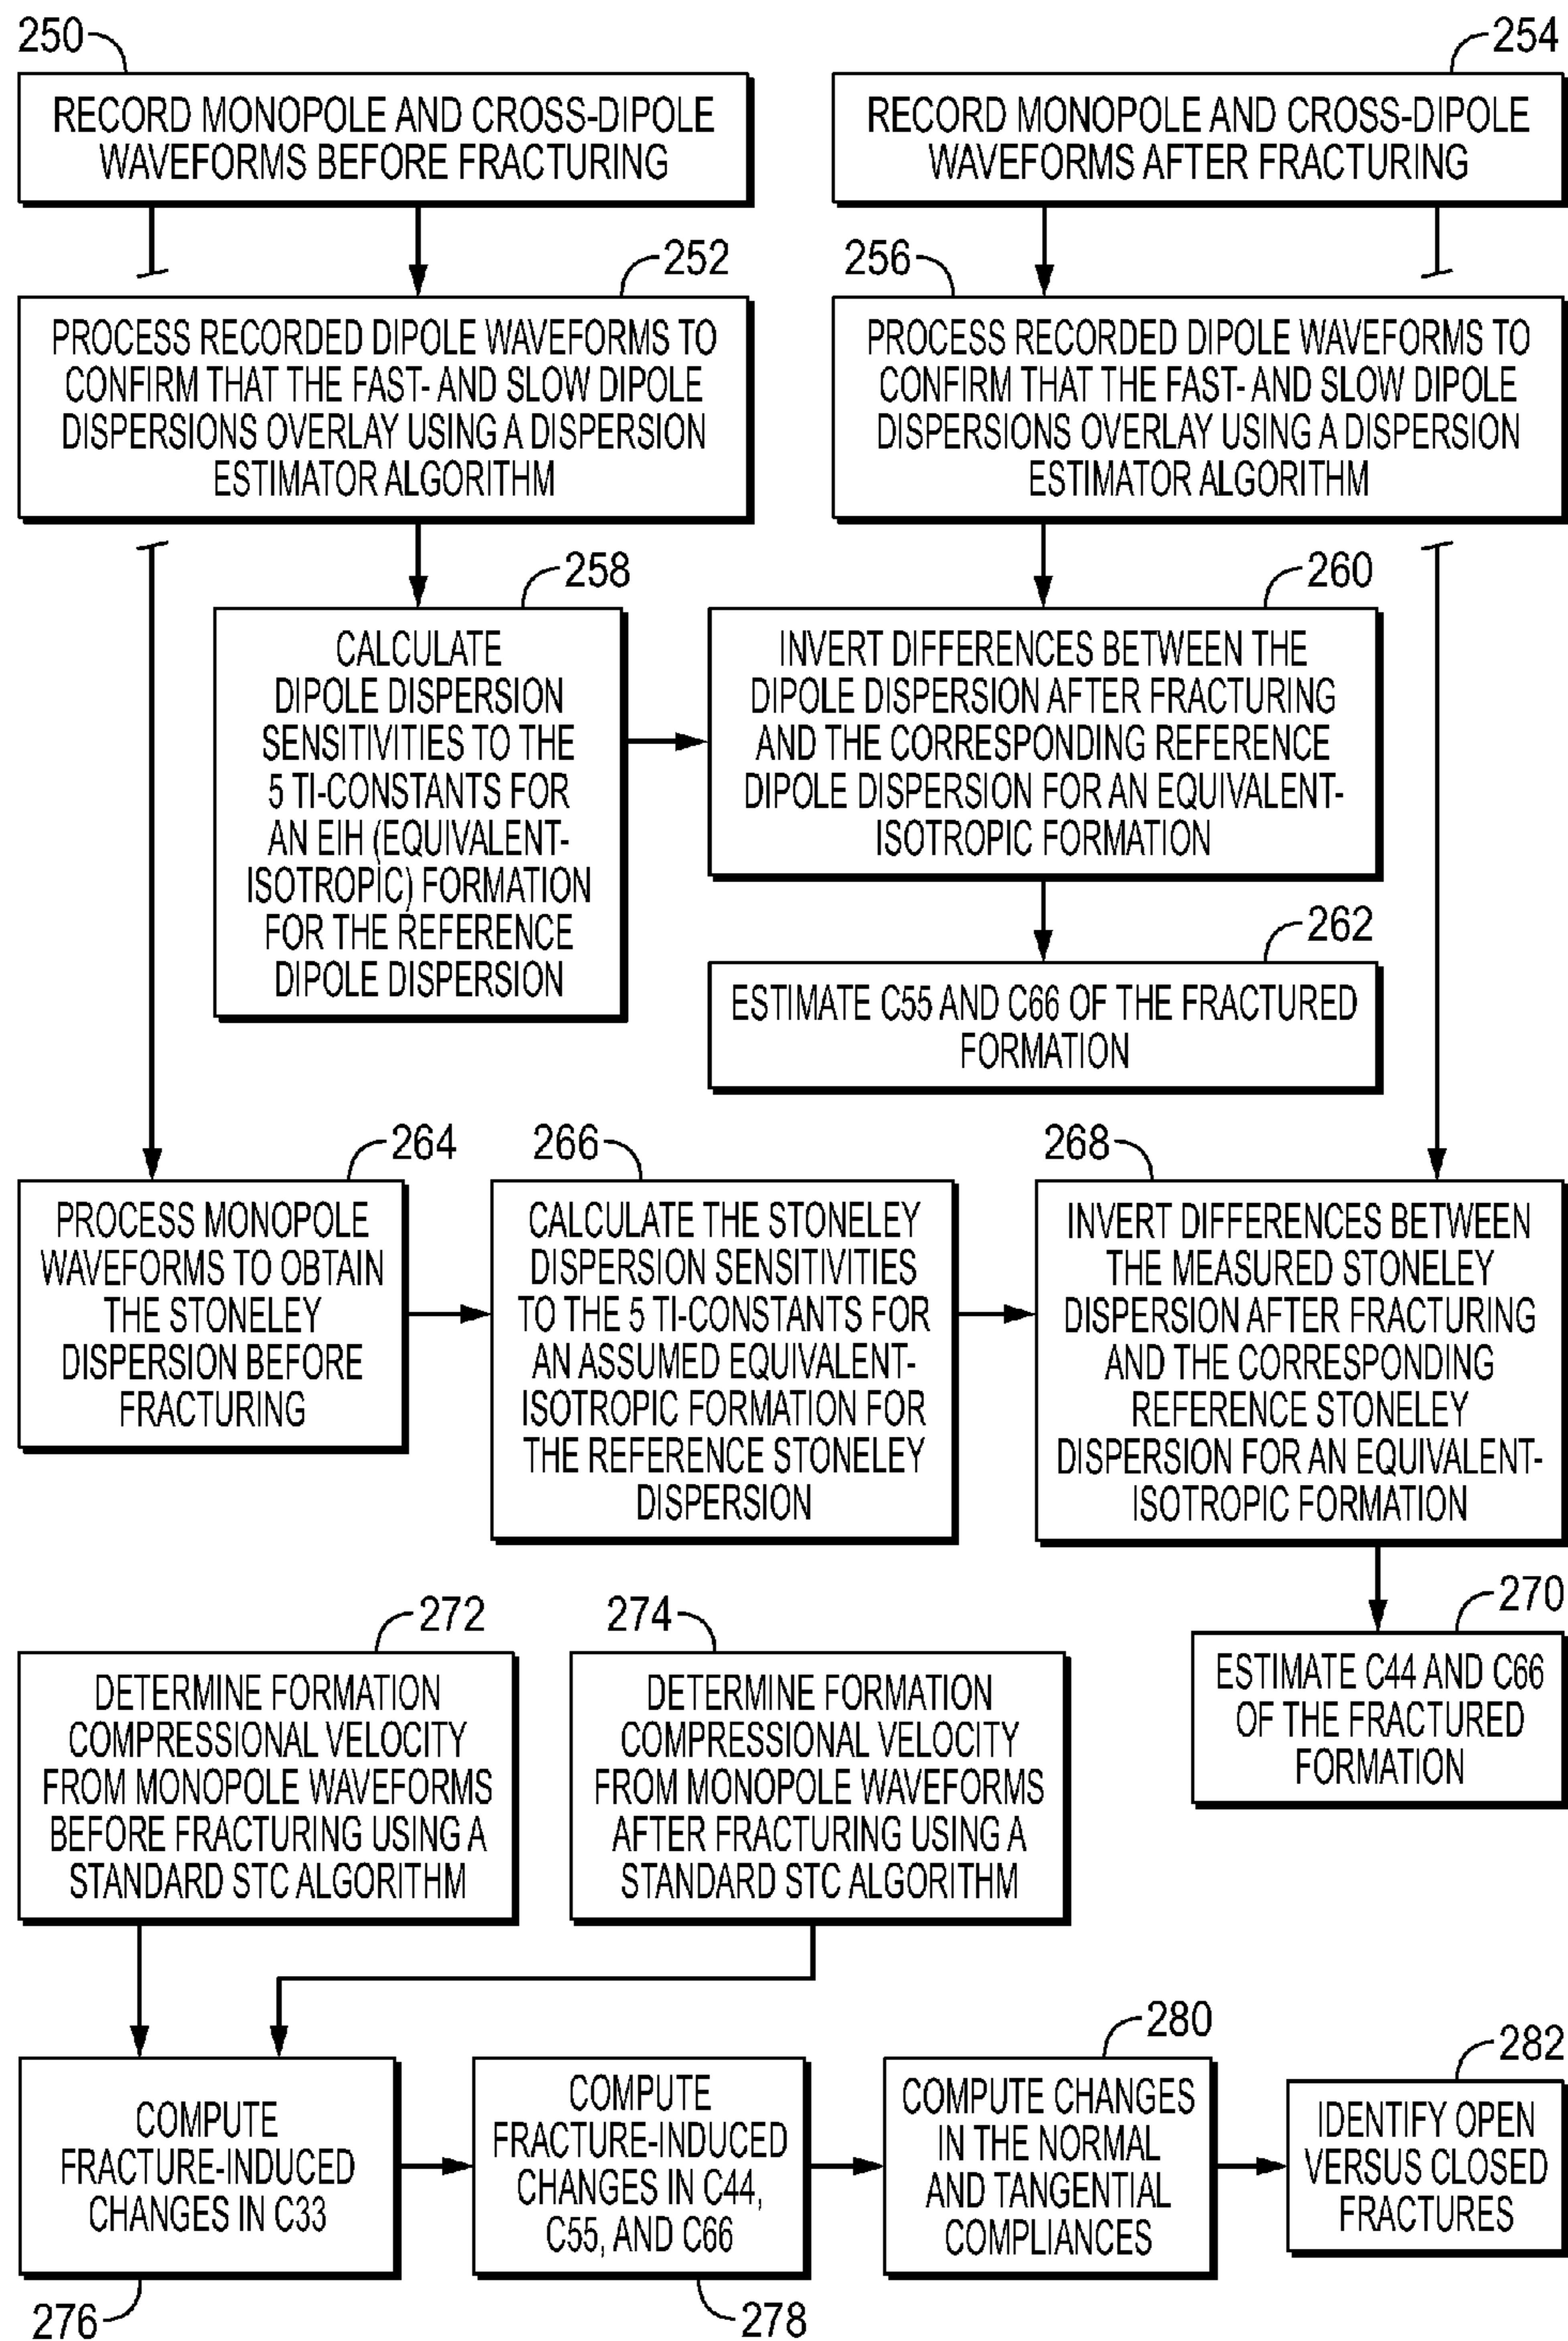 250
RECORD MONOPOLE AND CROSS-DIPOLE
WAVEFORMS BEFORE FRACTURING
254
RECORD MONOPOLE AND CROSS-DIPOLE
WAVEFORMS AFTER FRACTURING
252
PROCESS RECORDED DIPOLE WAVEFORMS TO
CONFIRM THAT THE FAST- AND SLOW DIPOLE
DISPERSIONS OVERLAY USING A DISPERSION
ESTIMATOR ALGORITHM
256
PROCESS RECORDED DIPOLE WAVEFORMS TO
CONFIRM THAT THE FAST- AND SLOW DIPOLE
DISPERSIONS OVERLAY USING A DISPERSION
ESTIMATOR ALGORITHM
258
CALCULATE
DIPOLE DISPERSION
SENSITIVITIES TO THE
5 TI-CONSTANTS FOR
AN EIH (EQUIVALENT-
ISOTROPIC) FORMATION
FOR THE REFERENCE
DIPOLE DISPERSION
260
INVERT DIFFERENCES BETWEEN THE
DIPOLE DISPERSION AFTER FRACTURING
AND THE CORRESPONDING REFERENCE
DIPOLE DISPERSION FOR AN EQUIVALENT-
ISOTROPIC FORMATION
262
ESTIMATE C55 AND C66 OF THE FRACTURED
FORMATION
264
PROCESS MONOPOLE
WAVEFORMS TO OBTAIN
THE STONELEY
DISPERSION BEFORE
FRACTURING
266
CALCULATE THE STONELEY
DISPERSION SENSITIVITIES
TO THE 5 TI-CONSTANTS FOR
AN ASSUMED EQUIVALENT-
ISOTROPIC FORMATION FOR
THE REFERENCE STONELEY
DISPERSION
268
INVERT DIFFERENCES BETWEEN
THE MEASURED STONELEY
DISPERSION AFTER FRACTURING
AND THE CORRESPONDING
REFERENCE STONELEY
DISPERSION FOR AN EQUIVALENT-
ISOTROPIC FORMATION
270
ESTIMATE C44 AND C66
OF THE FRACTURED
FORMATION
272
DETERMINE FORMATION
COMPRESSIONAL VELOCITY
FROM MONOPOLE WAVEFORMS
BEFORE FRACTURING USING A
STANDARD STC ALGORITHM
274
DETERMINE FORMATION
COMPRESSIONAL VELOCITY
FROM MONOPOLE WAVEFORMS
AFTER FRACTURING USING A
STANDARD STC ALGORITHM
COMPUTE
FRACTURE-INDUCED
CHANGES IN C33
276
COMPUTE
FRACTURE-INDUCED
CHANGES IN C44,
C55, AND C66
278
280
COMPUTE CHANGES
IN THE NORMAL
AND TANGENTIAL
COMPLIANCES
282
IDENTIFY OPEN
VERSUS CLOSED
FRACTURES